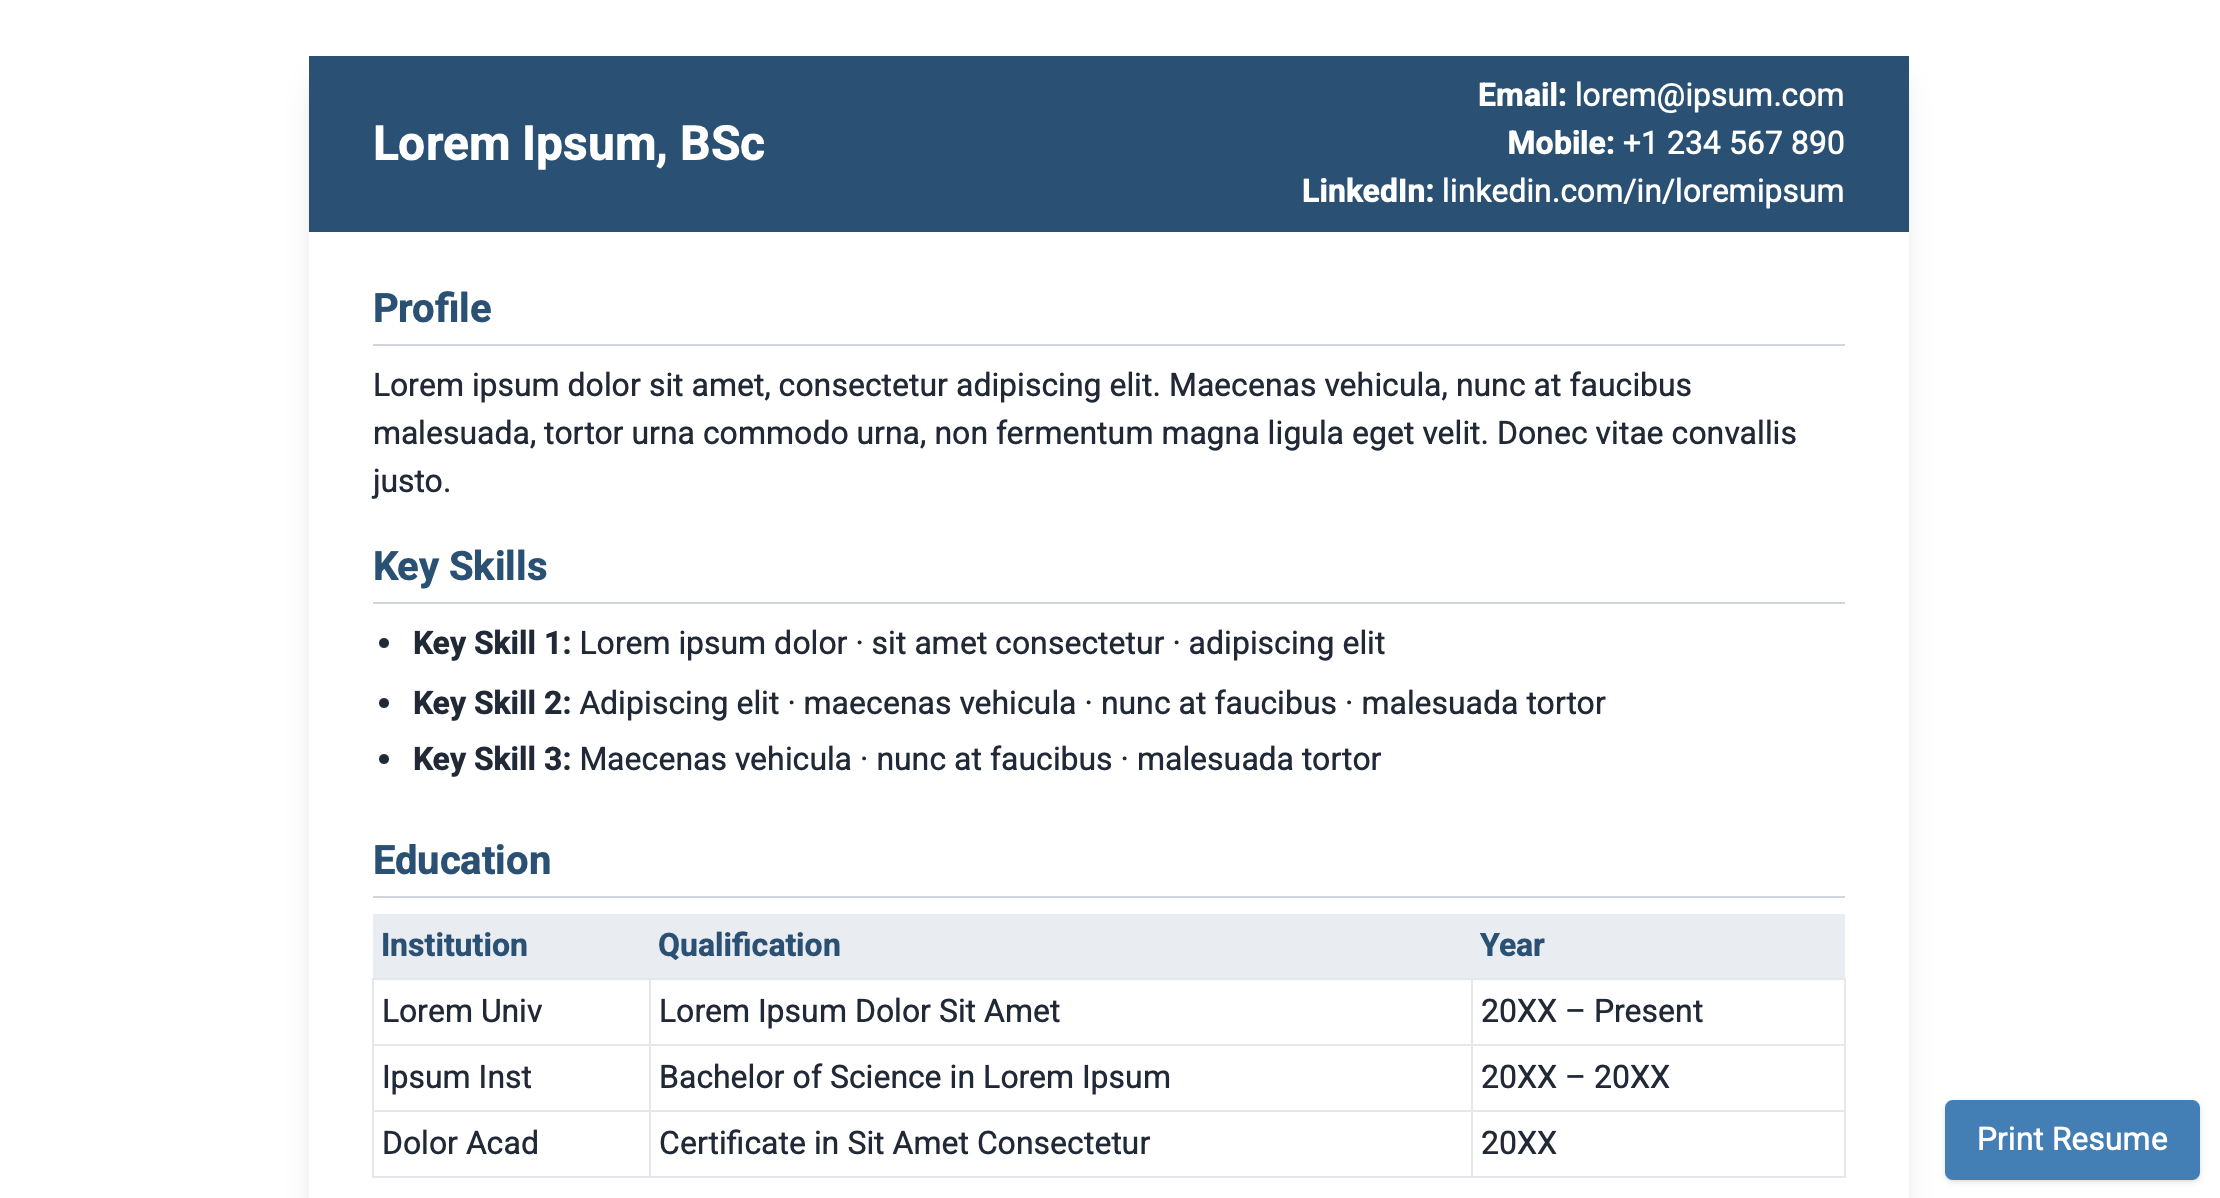 Lorem Ipsum, BSc
Email: lorem@ipsum.com
Mobile: +1 234 567 890
LinkedIn: linkedin.com/in/loremipsum
Profile
Lorem ipsum dolor sit amet, consectetur adipiscing elit. Maecenas vehicula, nunc at faucibus
malesuada, tortor urna commodo urna, non fermentum magna ligula eget velit. Donec vitae convallis
justo.
Key Skills
• Key Skill 1: Lorem ipsum dolor · sit amet consectetur · adipiscing elit
• Key Skill 2: Adipiscing elit · maecenas vehicula · nunc at faucibus · malesuada tortor
• Key Skill 3: Maecenas vehicula · nunc at faucibus · malesuada tortor
Education
Institution Qualification Year
Lorem Univ Lorem Ipsum Dolor Sit Amet 20XX – Present
Ipsum Inst Bachelor of Science in Lorem Ipsum 20XX – 20XX
Dolor Acad Certificate in Sit Amet Consectetur 20XX
Print Resume